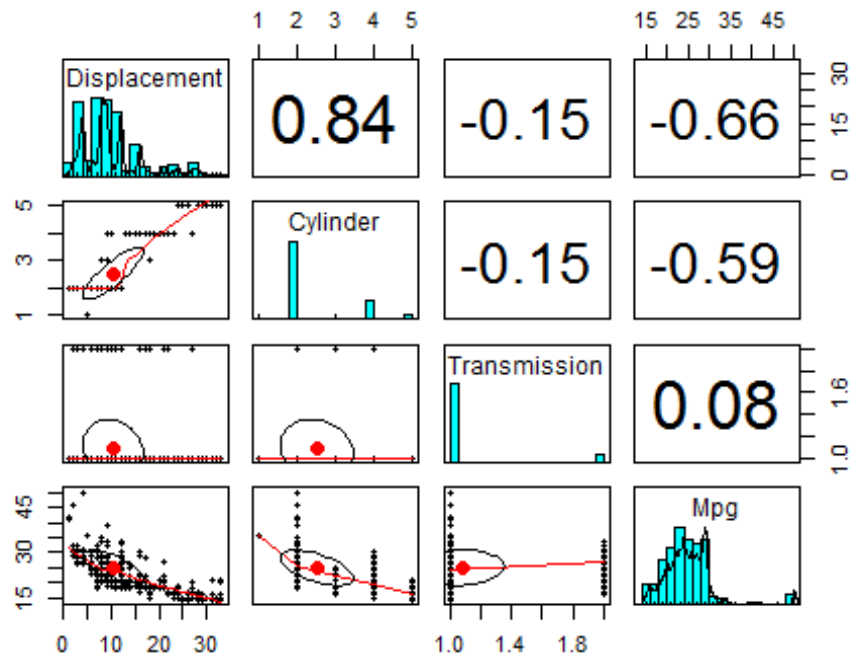 1 2 3 4 5
15 25 35 45
Displacement
0.84
-0.15
-0.66
0 15 30
1 3 5
Cylinder
-0.15
-0.59
Transmission
0.08
1.0 1.6
15 30 45
Mpg
0 10 20 30
1.0 1.4 1.8